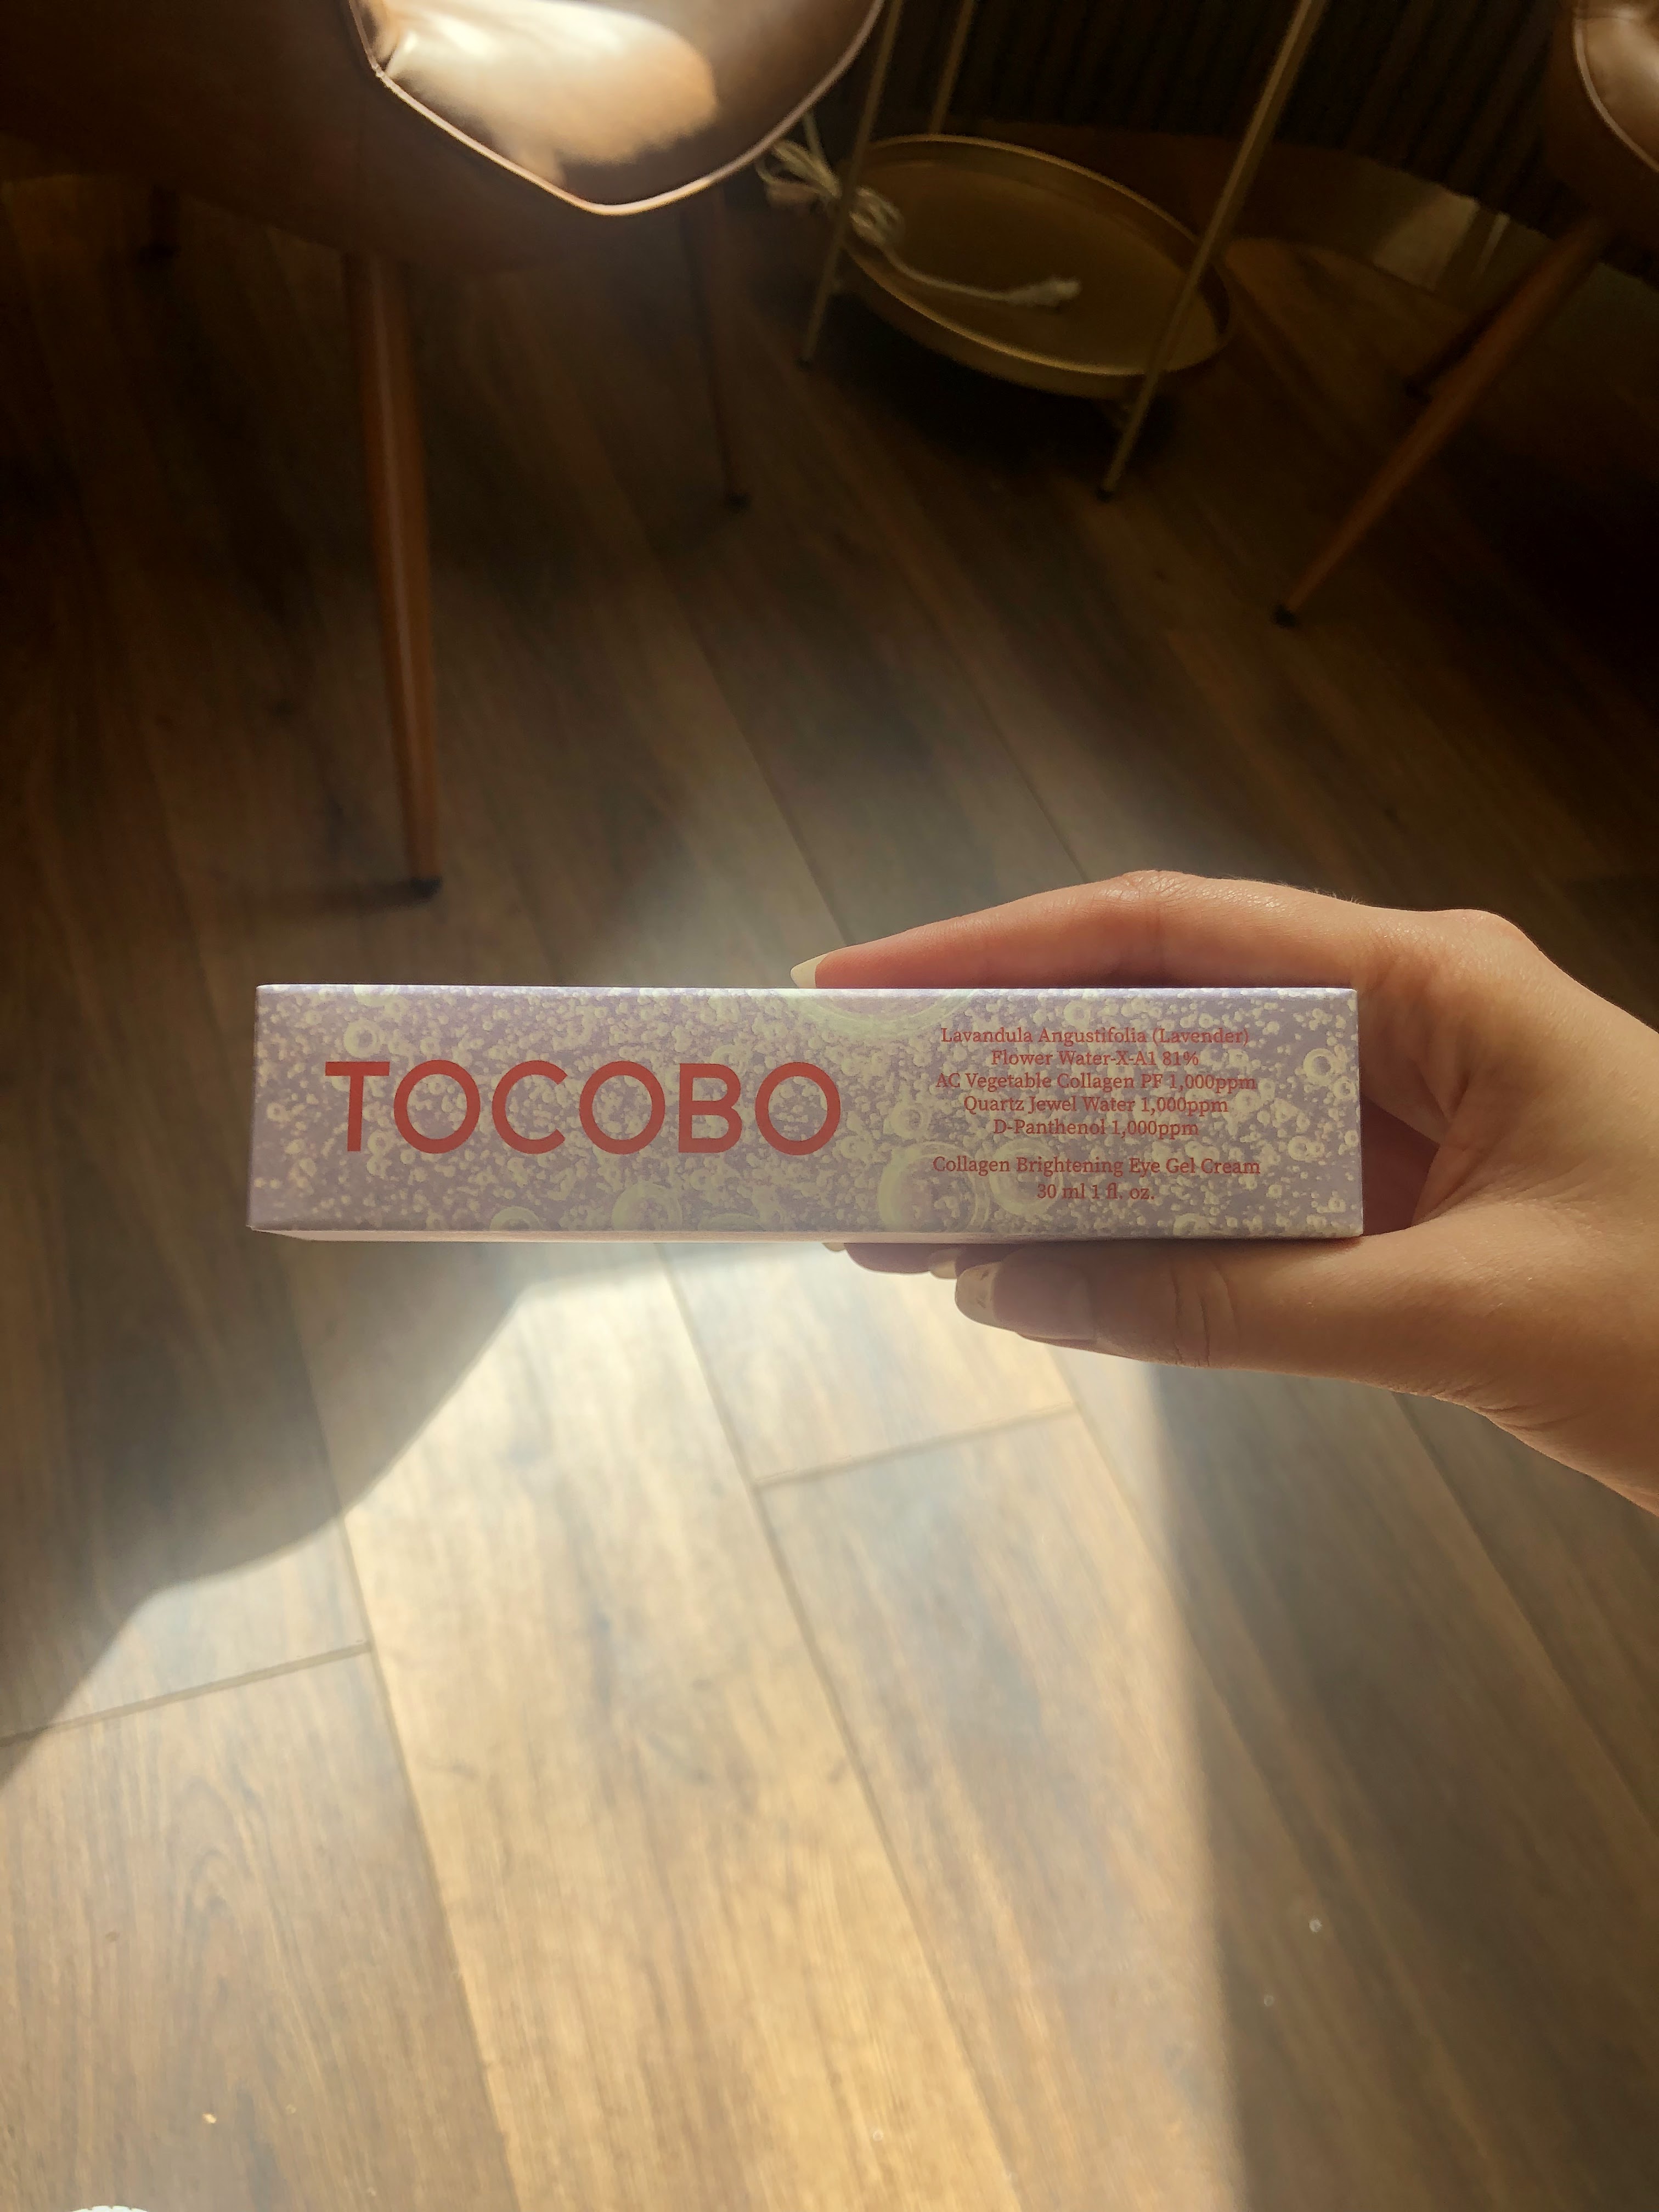 TOCOBO
Lavandula Angustifolia (Lavender)
Flower Water-X-A1 81%
AC Vegetable Collagen PF 1,000ppm
Quartz Jewel Water 1,000ppm
D-Panthenol 1,000ppm
Collagen Brightening Eye Gel Cream
30 ml 1 fl. oz.